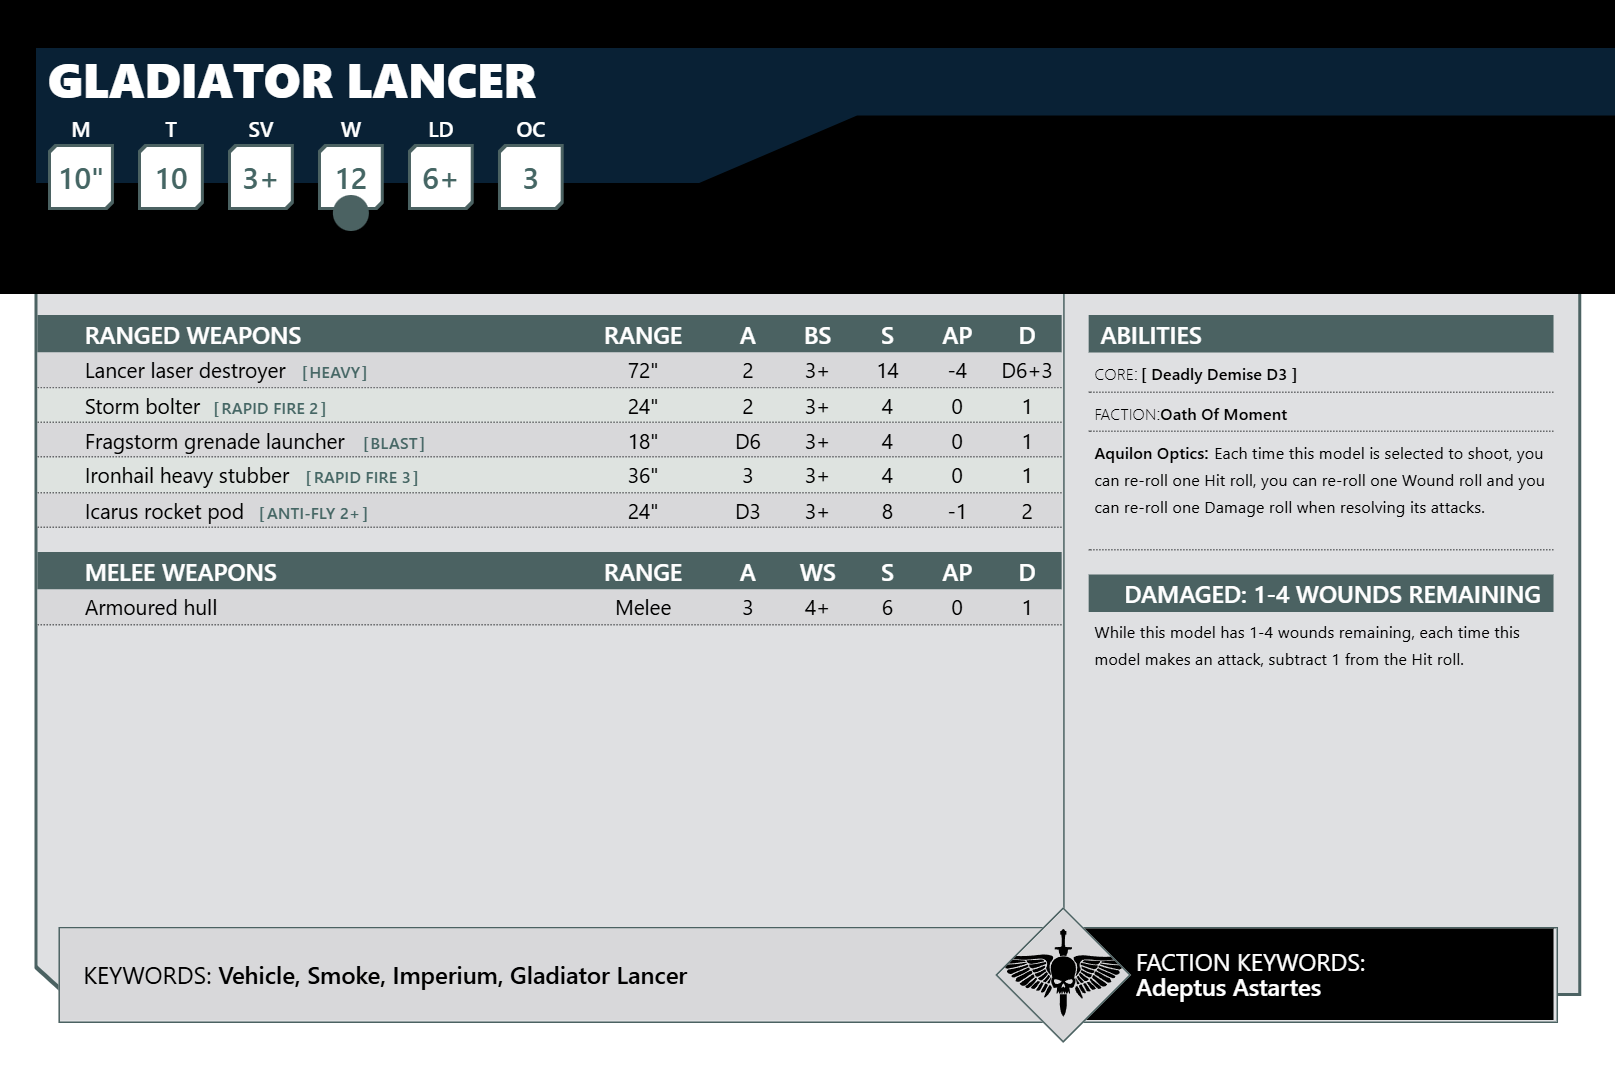 GLADIATOR LANCER
M T SV W LD OC
10" 10 3+ 12 6+ 3
RANGED WEAPONS RANGE A BS S AP D
Lancer laser destroyer [HEAVY] 72" 2 3+ 14 -4 D6+3
Storm bolter [RAPID FIRE 2] 24" 2 3+ 4 0 1
Fragstorm grenade launcher [BLAST] 18" D6 3+ 4 0 1
Ironhail heavy stubber [RAPID FIRE 3] 36" 3 3+ 4 0 1
Icarus rocket pod [ANTI-FLY 2+] 24" D3 3+ 8 -1 2
MELEE WEAPONS RANGE A WS S AP D
Armoured hull Melee 3 4+ 6 0 1
ABILITIES
CORE: [ Deadly Demise D3 ]
FACTION:Oath Of Moment
Aquilon Optics: Each time this model is selected to shoot, you
can re-roll one Hit roll, you can re-roll one Wound roll and you
can re-roll one Damage roll when resolving its attacks.
DAMAGED: 1-4 WOUNDS REMAINING
While this model has 1-4 wounds remaining, each time this
model makes an attack, subtract 1 from the Hit roll.
KEYWORDS: Vehicle, Smoke, Imperium, Gladiator Lancer
FACTION KEYWORDS:
Adeptus Astartes